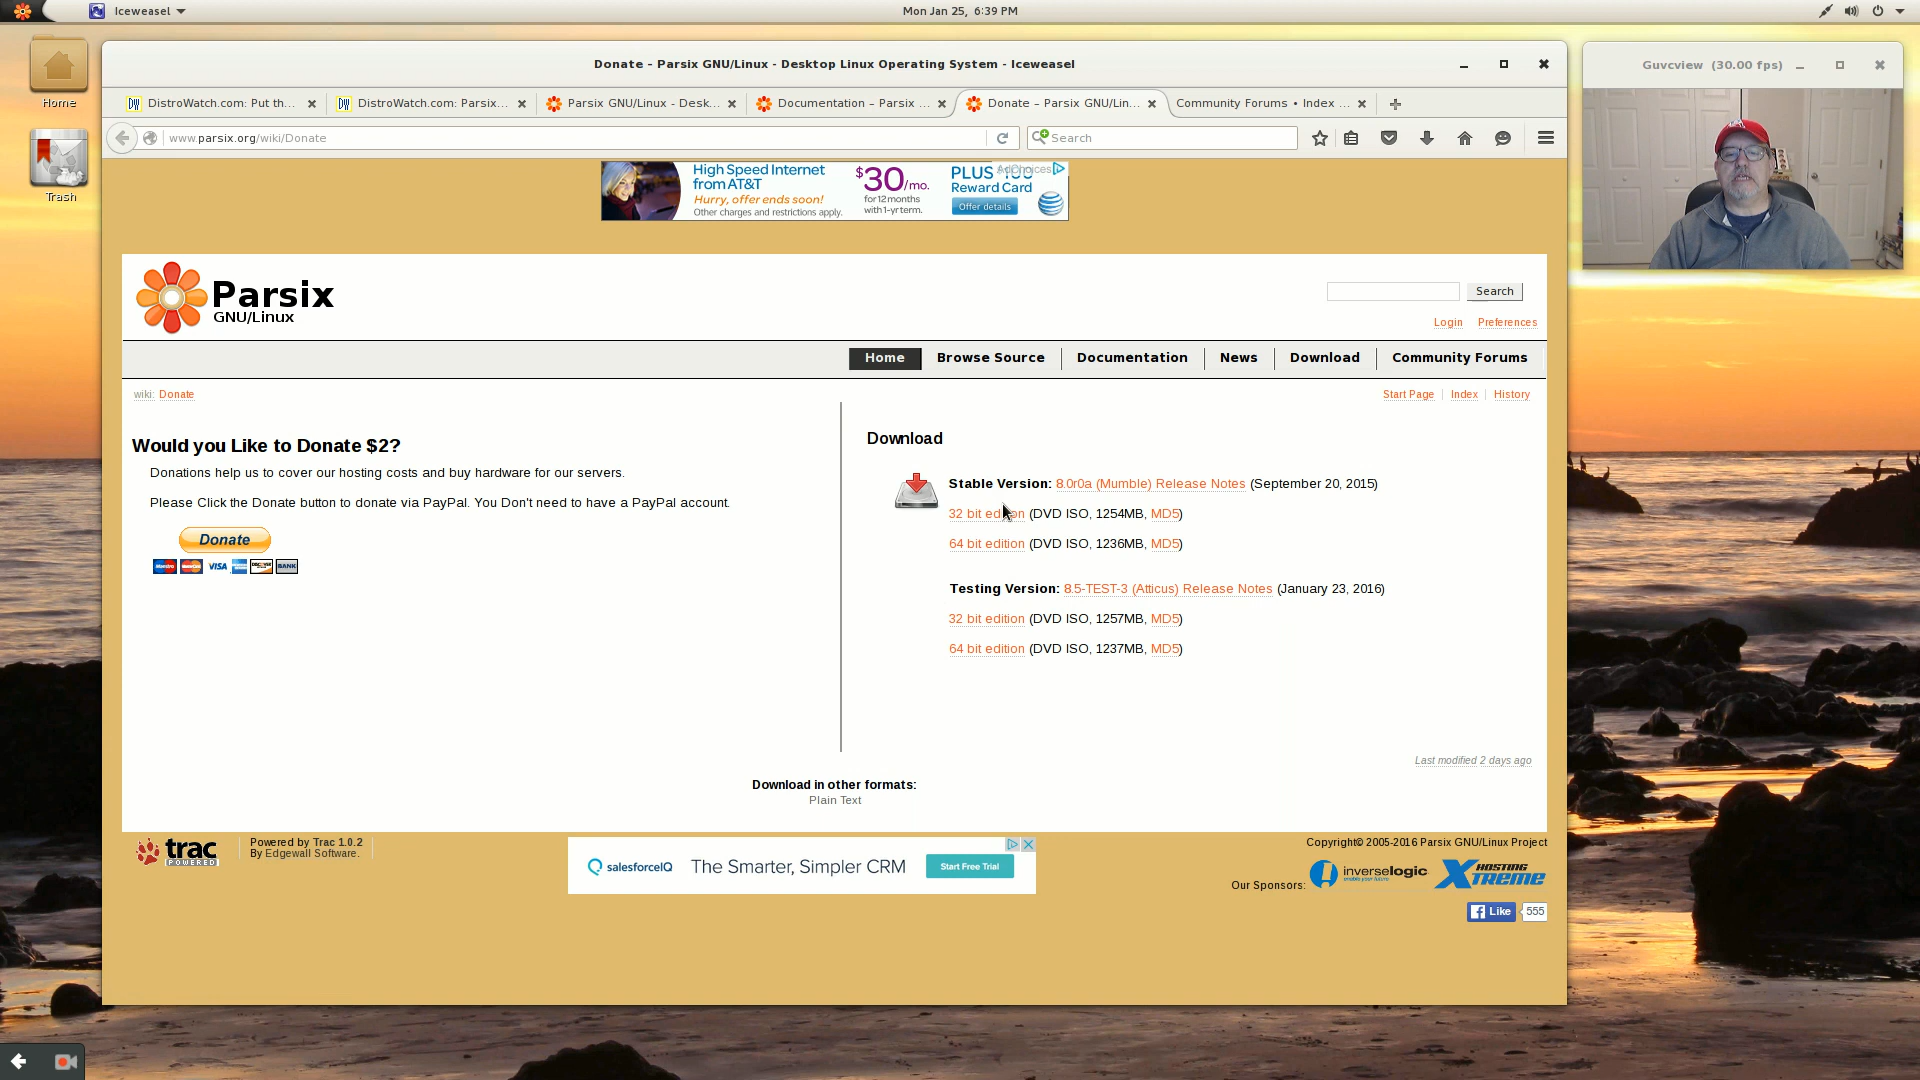 Iceweasel
Mon Jan 25, 6:39 PM
Home
Trash
Donate - Parsix GNU/Linux - Desktop Linux Operating System - Iceweasel
Guvcview (30.00 fps)
DistroWatch.com: Put th...
DistroWatch.com: Parsix...
Parsix GNU/Linux - Desk...
Documentation – Parsix ...
Donate – Parsix GNU/Lin...
Community Forums • Index ...
www.parsix.org/wiki/Donate
Search
High Speed Internet
from AT&T
Hurry, offer ends soon!
Other charges and restrictions apply.
$30/mo.
for 12 months
with 1-yr term.
PLUS
AdChoices
Reward Card
Offer details
Parsix
GNU/Linux
Search
Login
Preferences
Home
Browse Source
Documentation
News
Download
Community Forums
wiki: Donate
Start Page
Index
History
Would you Like to Donate $2?
Donations help us to cover our hosting costs and buy hardware for our servers.
Please Click the Donate button to donate via PayPal. You Don't need to have a PayPal account.
Donate
VISA
BANK
Download
Stable Version: 8.0r0a (Mumble) Release Notes (September 20, 2015)
32 bit edition (DVD ISO, 1254MB, MD5)
64 bit edition (DVD ISO, 1236MB, MD5)
Testing Version: 8.5-TEST-3 (Atticus) Release Notes (January 23, 2016)
32 bit edition (DVD ISO, 1257MB, MD5)
64 bit edition (DVD ISO, 1237MB, MD5)
Last modified 2 days ago
Download in other formats:
Plain Text
trac
POWERED
Powered by Trac 1.0.2
By Edgewall Software.
salesforceIQ
The Smarter, Simpler CRM
Start Free Trial
Copyright© 2005-2016 Parsix GNU/Linux Project
Our Sponsors:
inverselogic
HOSTING
XTREME
Like
555